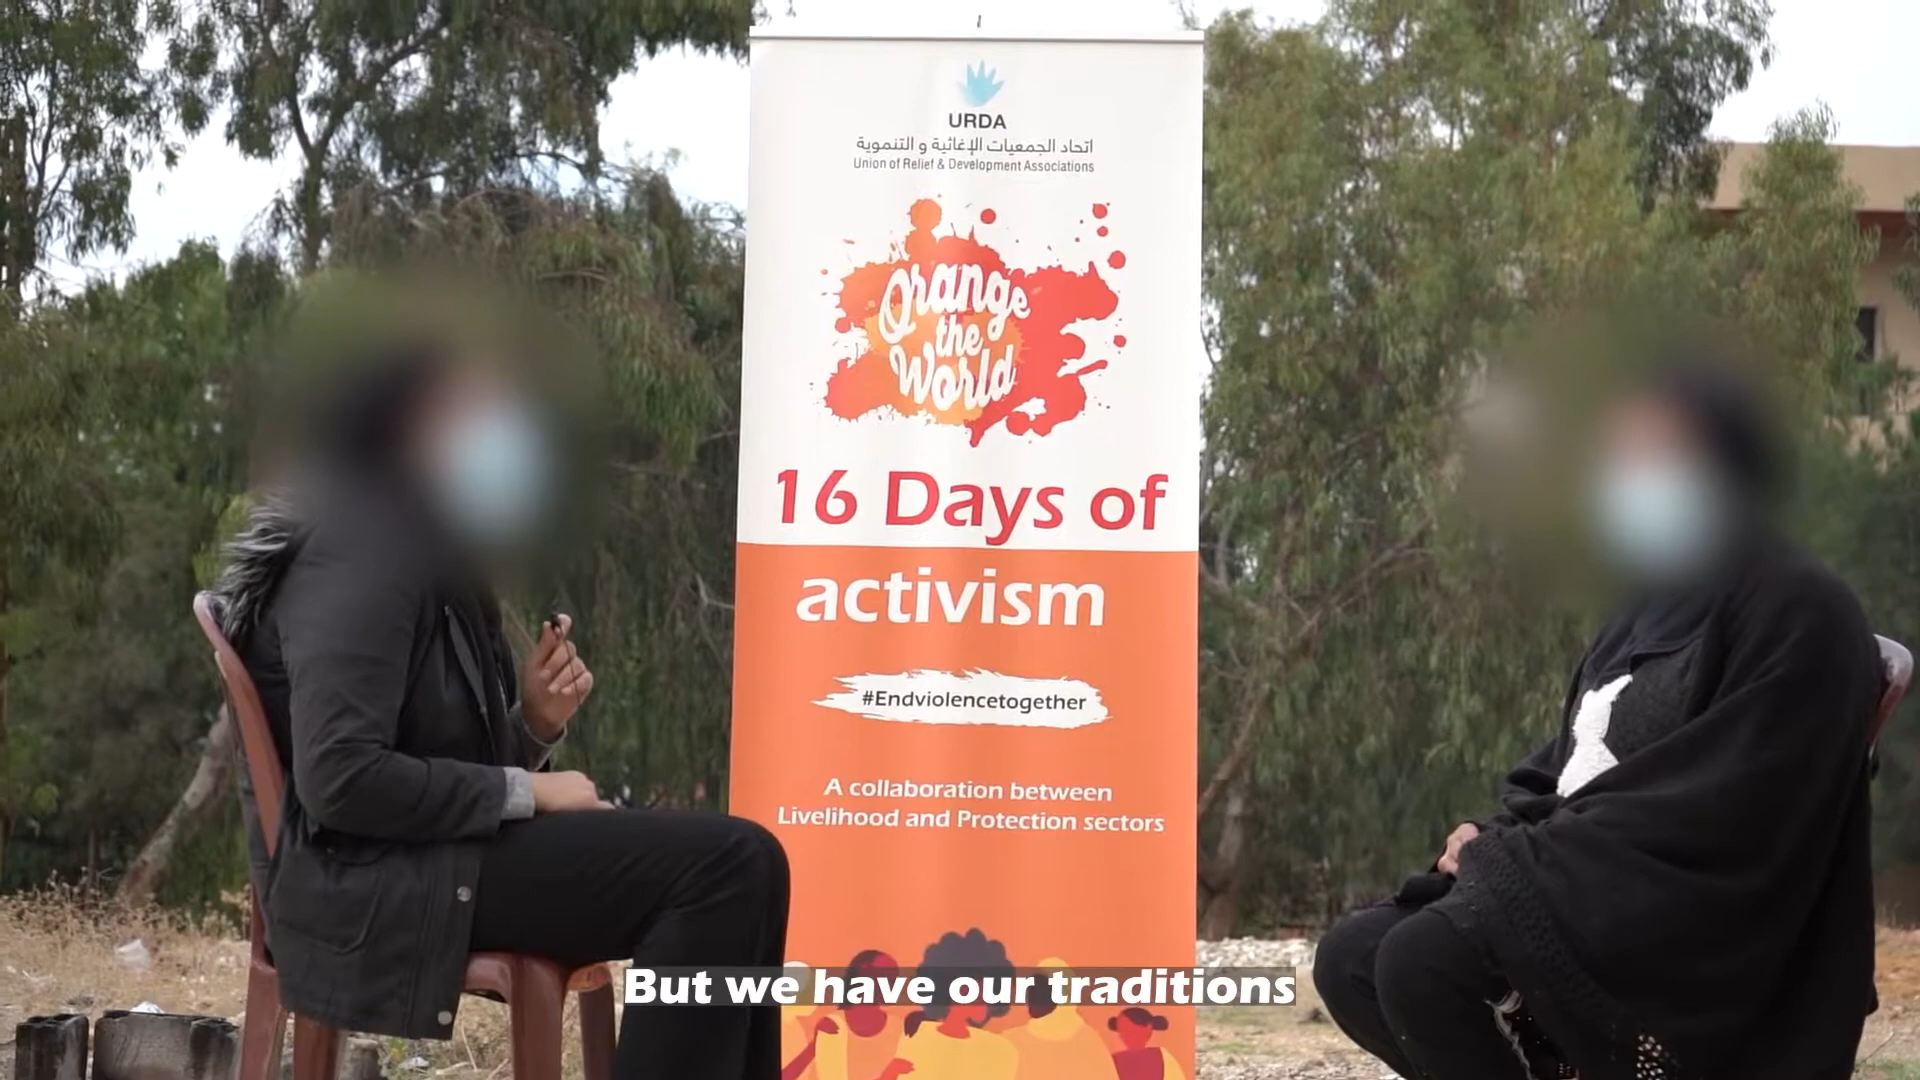 URDA
اتحاد الجمعيات الإغاثية و التنموية
Union of Relief & Development Associations
Orange
the
World
16 Days of
activism
#Endviolencetogether
A collaboration between
Livelihood and Protection sectors
But we have our traditions